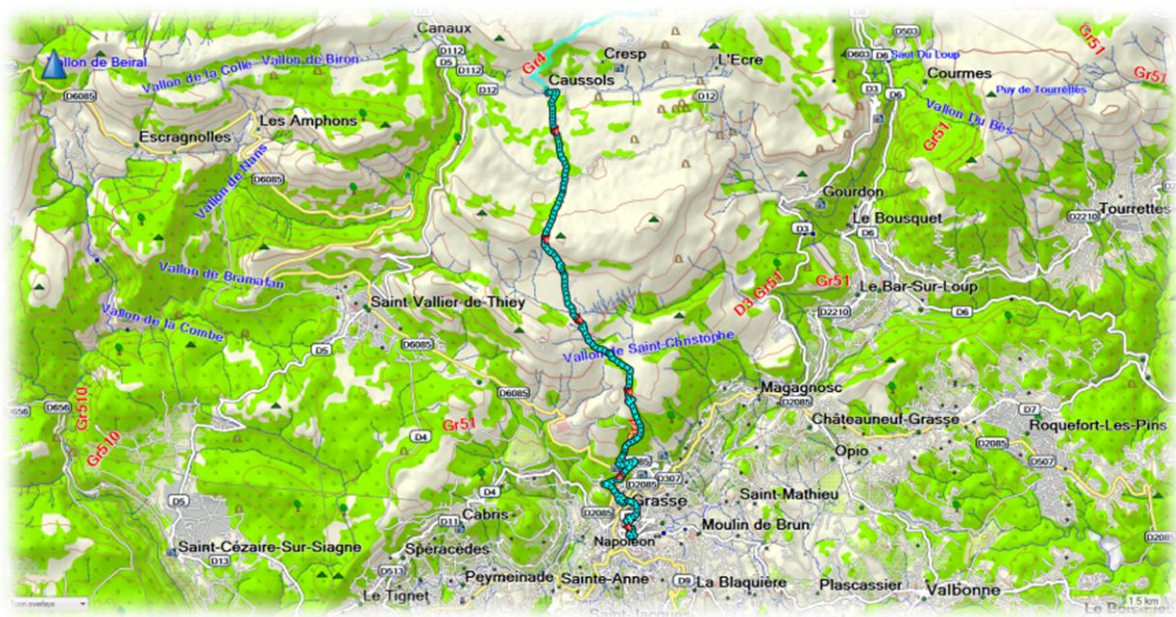 Canaux
D503
Gr51
D112
D5
D112
Cresp
L'Ecre
D603
D6
Saut Du Loup
Vallon de Beiral
Vallon de la Colle
Vallon de Biron
Gr4
Caussols
Courmes
Gr51
D6085
D12
D12
D3
D6
Puy de Tourrettes
Escragnolles
Les Amphons
Vallon Du Bès
Gr51
Vallon de Nans
D6085
Gourdon
Le Bousquet
Tourrette
D2210
D3
D6
Vallon de Bramafan
D3 Gr51
Gr51
Le Bar-Sur-Loup
Saint-Vallier-de-Thiey
Vallon de la Combe
D2210
D6
D5
D6085
Vallon de Saint-Christophe
D656
D6085
Magagnosc
D2085
Gr510
Gr510
D4
Gr51
Châteauneuf-Grasse
D7
Roquefort-Les-Pins
D2085
Opio
D507
D4
D2085
D307
D5
Cabris
Grasse
Saint-Mathieu
D2085
D11
Moulin de Brun
Napoléon
Saint-Cézaire-Sur-Siagne
D13
Spéracèdes
D513
Peymeinade
Sainte-Anne
D9
La Blaquière
Plascassier
Valbonne
Le Tignet
Saint-Jacques
1.5 km